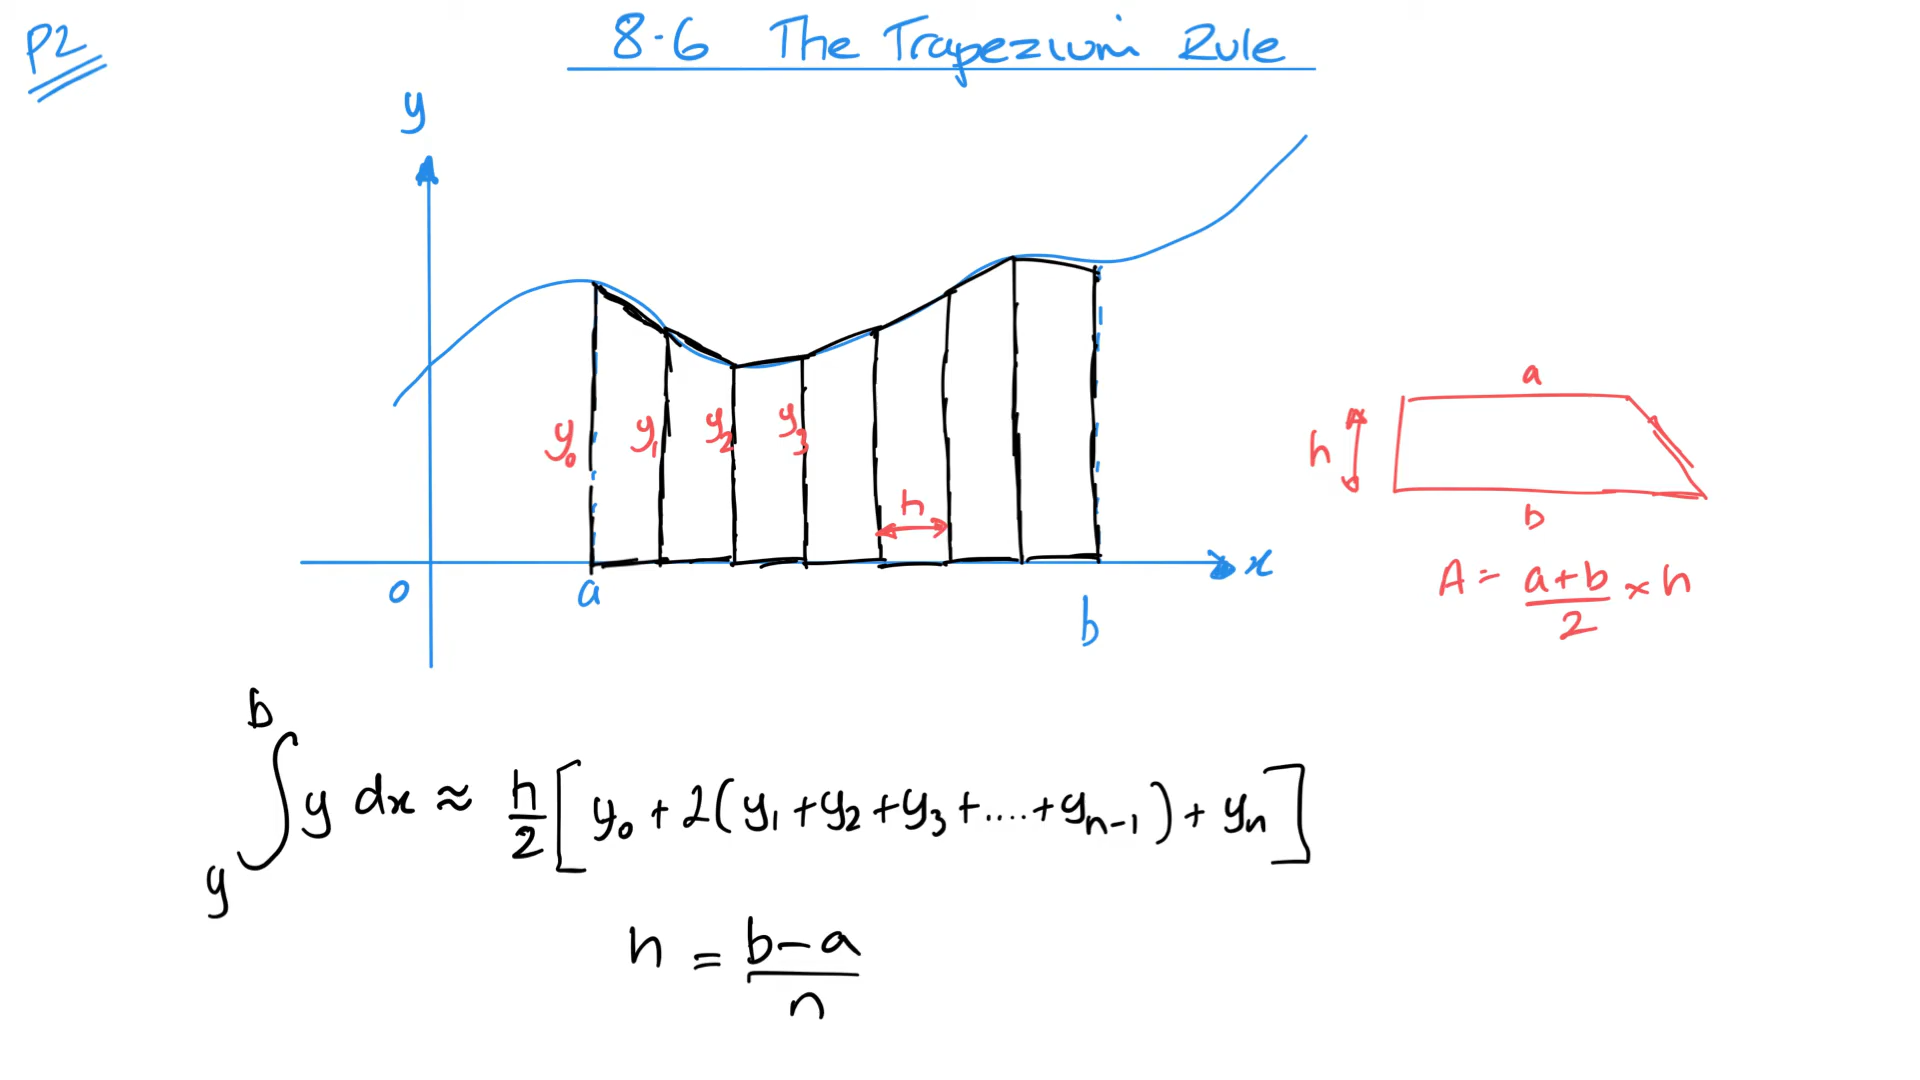 P2
8.6 The Trapezium Rule
y
y₀ y₁ y₂ y₃
h
0 a b x
a
h
b
A = (a+b)/2 × h
∫_y^b y dx ≈ h/2 [y₀ + 2(y₁ + y₂ + y₃ + .... + yₙ₋₁) + yₙ]
h = (b-a)/n